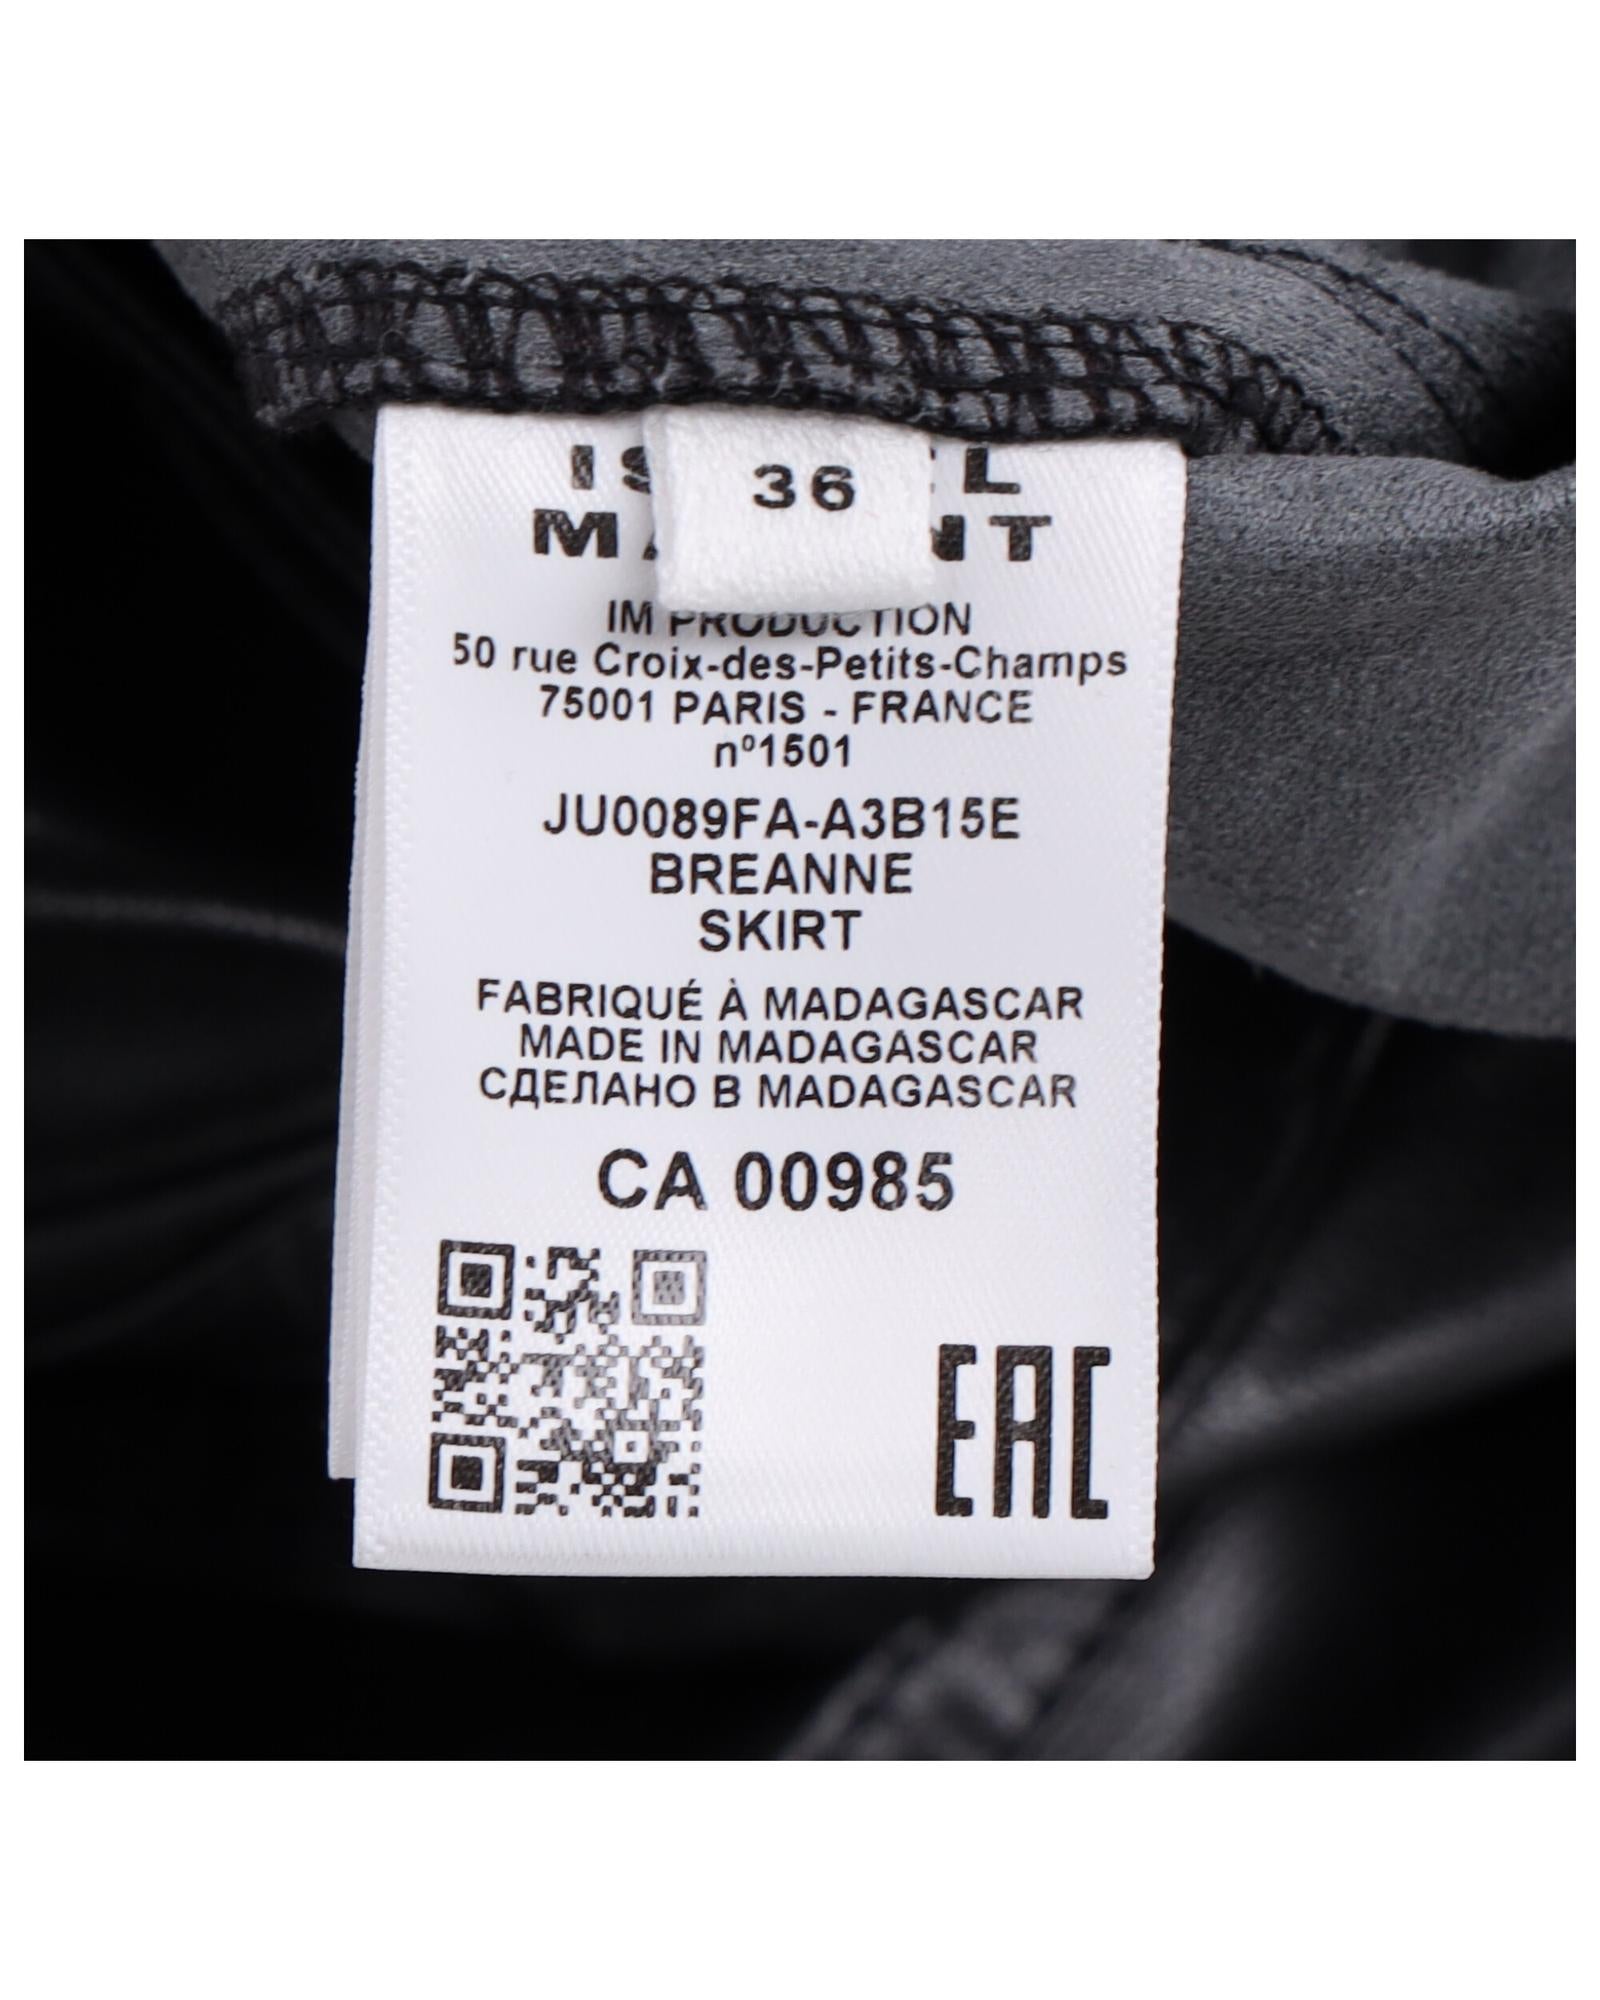 36
IM PRODUCTION
50 rue Croix-des-Petits-Champs
75001 PARIS - FRANCE
nº1501
JU0089FA-A3B15E
BREANNE
SKIRT
FABRIQUÉ À MADAGASCAR
MADE IN MADAGASCAR
СДЕЛАНО В MADAGASCAR
CA 00985
EAC